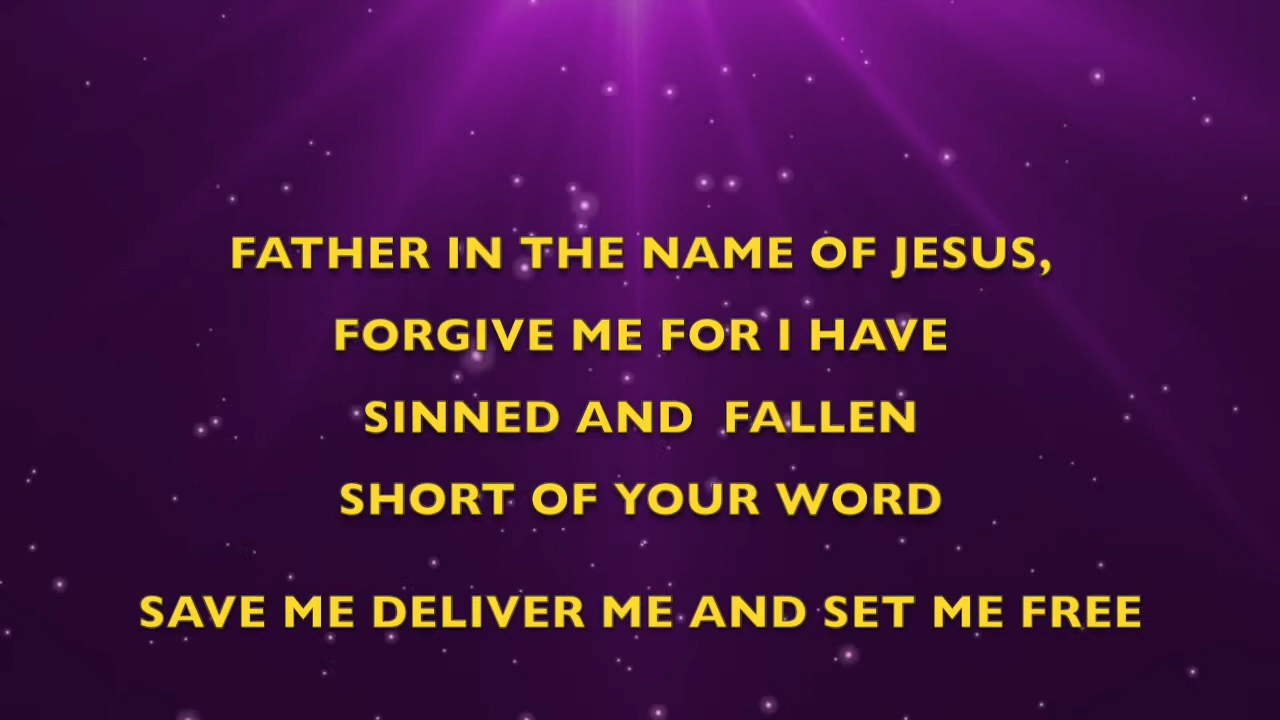 FATHER IN THE NAME OF JESUS,
FORGIVE ME FOR I HAVE
SINNED AND FALLEN
SHORT OF YOUR WORD
SAVE ME DELIVER ME AND SET ME FREE